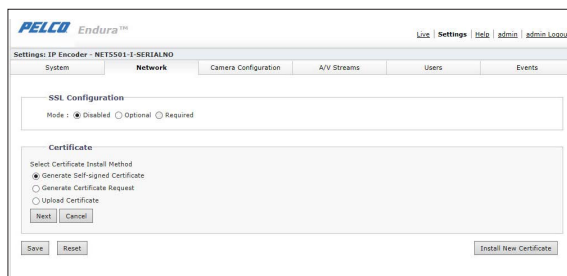 PELCO Endura™
Live | Settings | Help | admin | admin Logou
Settings: IP Encoder - NET5501-I-SERIALNO
System Network Camera Configuration A/V Streams Users Events
SSL Configuration
Mode : Disabled Optional Required
Certificate
Select Certificate Install Method
Generate Self-signed Certificate
Generate Certificate Request
Upload Certificate
Next Cancel
Save Reset Install New Certificate